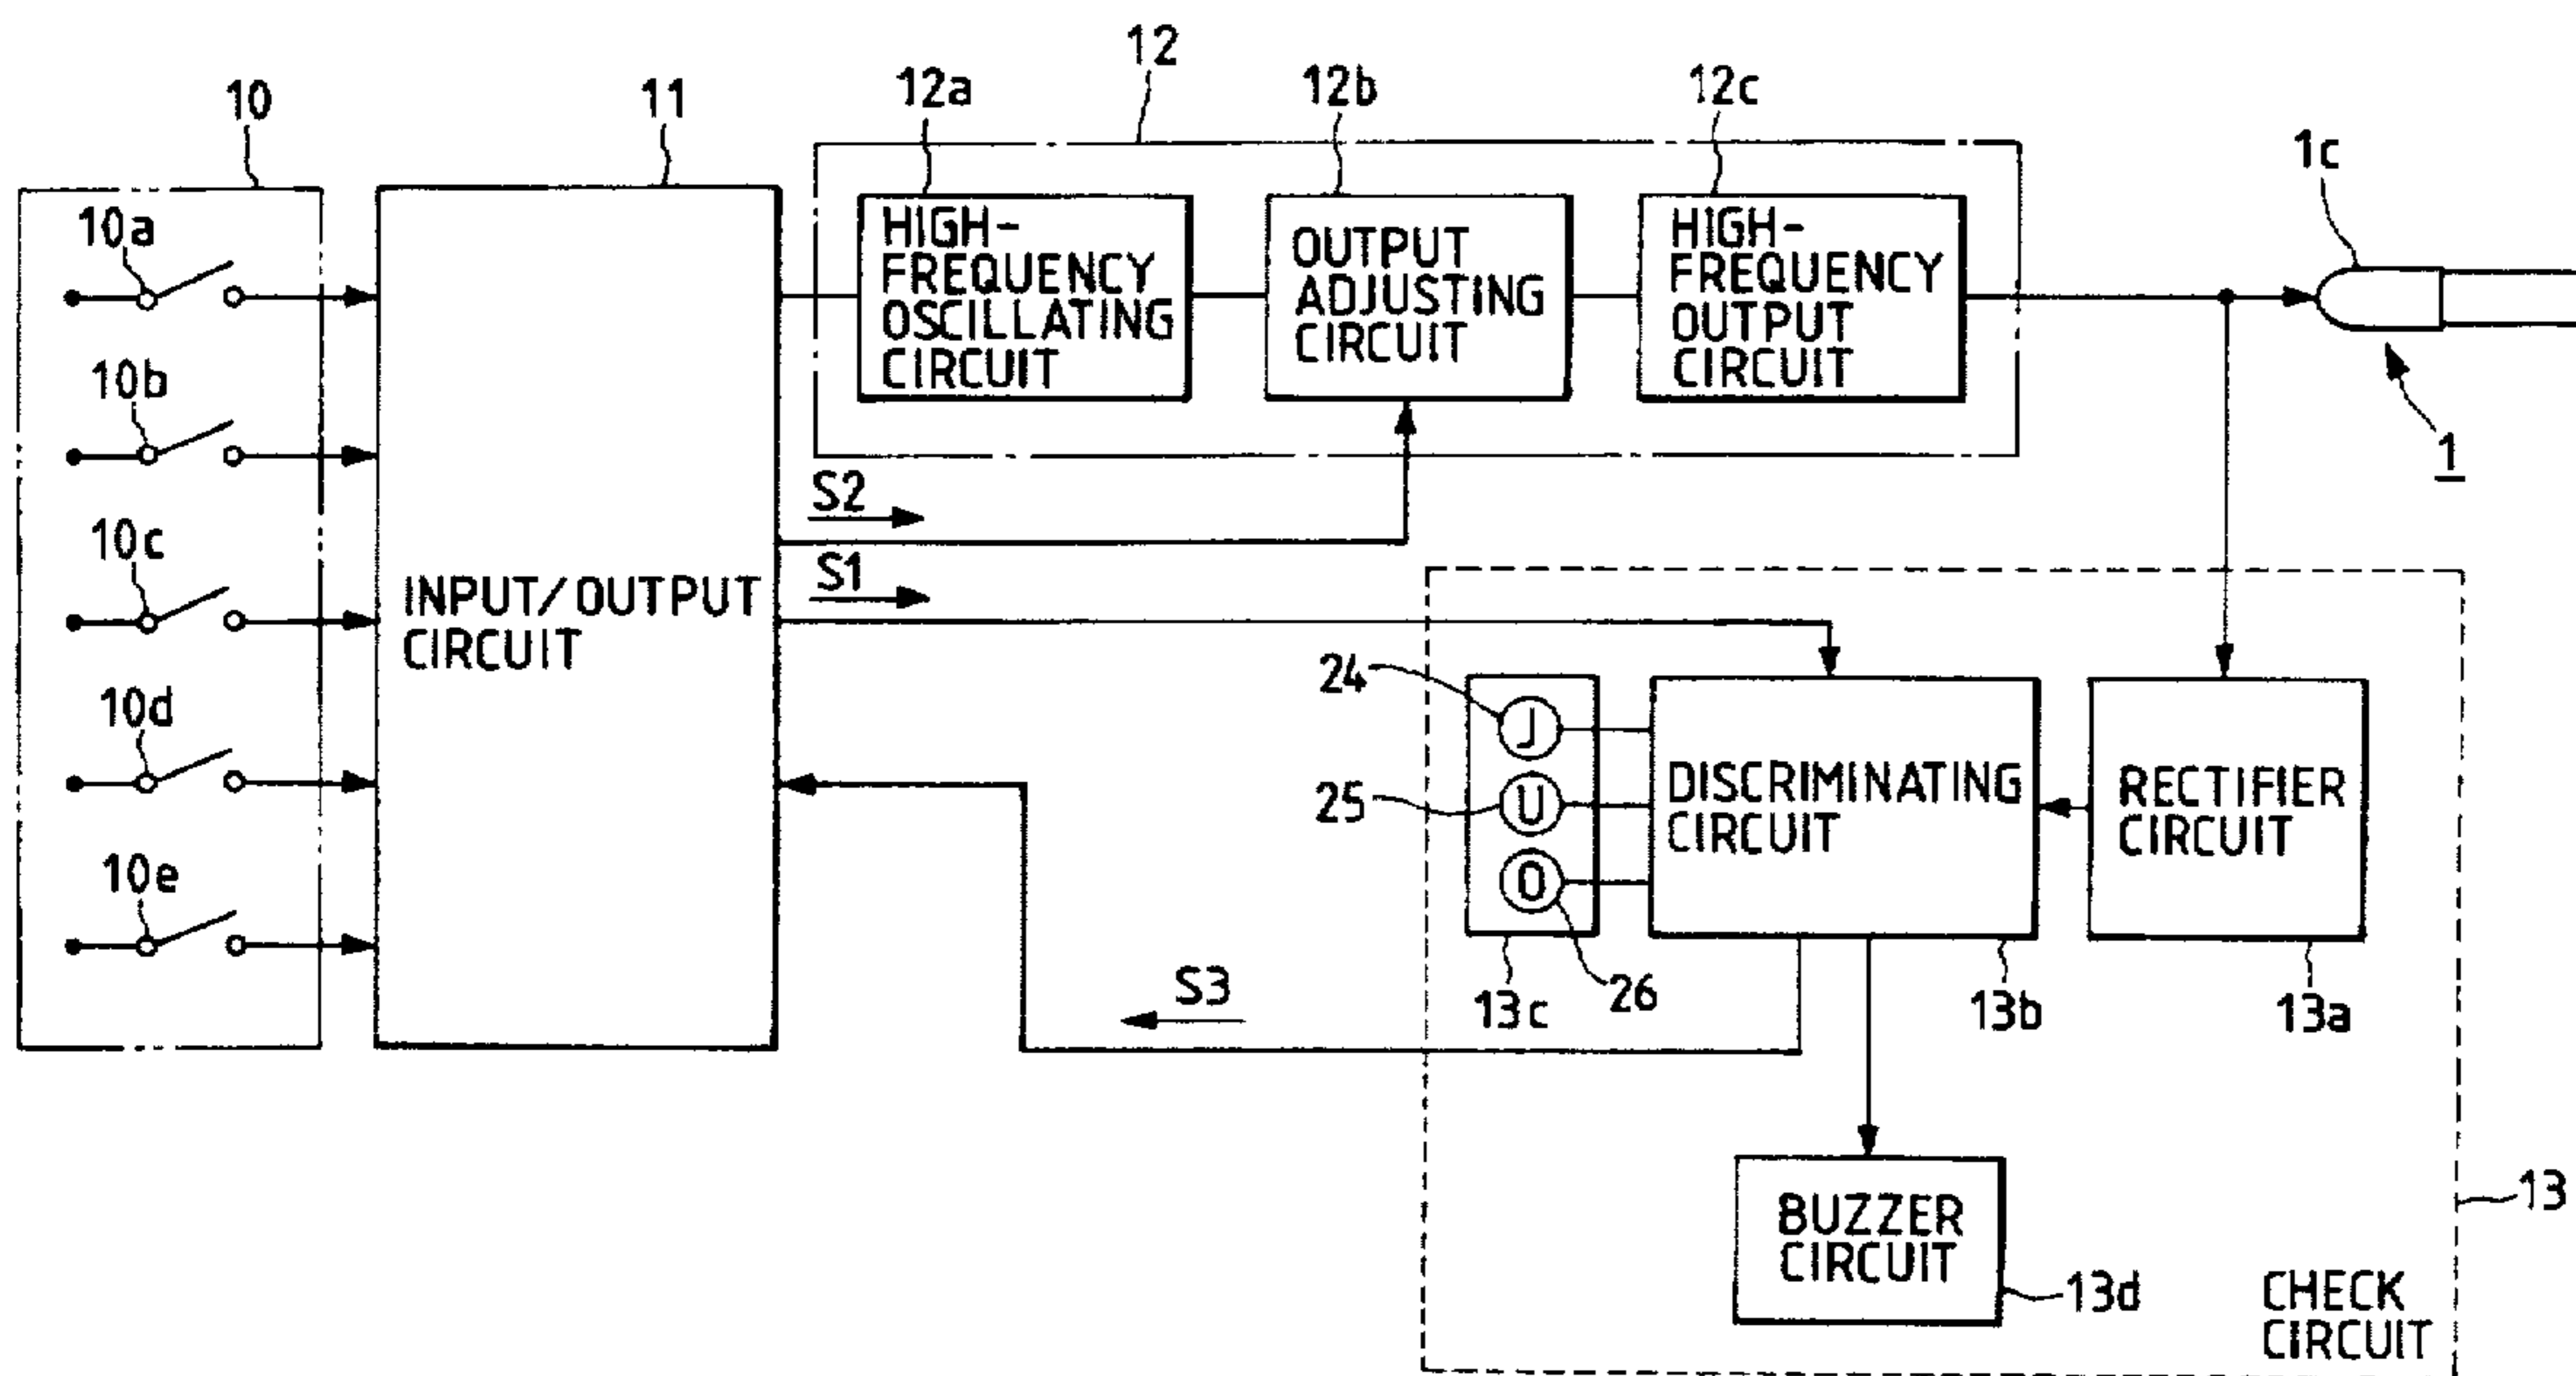 12
10
11
12a
12b
12c
1c
10a
HIGH-
FREQUENCY
OSCILLATING
CIRCUIT
OUTPUT
ADJUSTING
CIRCUIT
HIGH-
FREQUENCY
OUTPUT
CIRCUIT
10b
1
S2
10c
S1
INPUT/OUTPUT
CIRCUIT
10d
24
J
25
U
O
26
DISCRIMINATING
CIRCUIT
RECTIFIER
CIRCUIT
10e
S3
13c
13b
13a
BUZZER
CIRCUIT
13
13d
CHECK
CIRCUIT